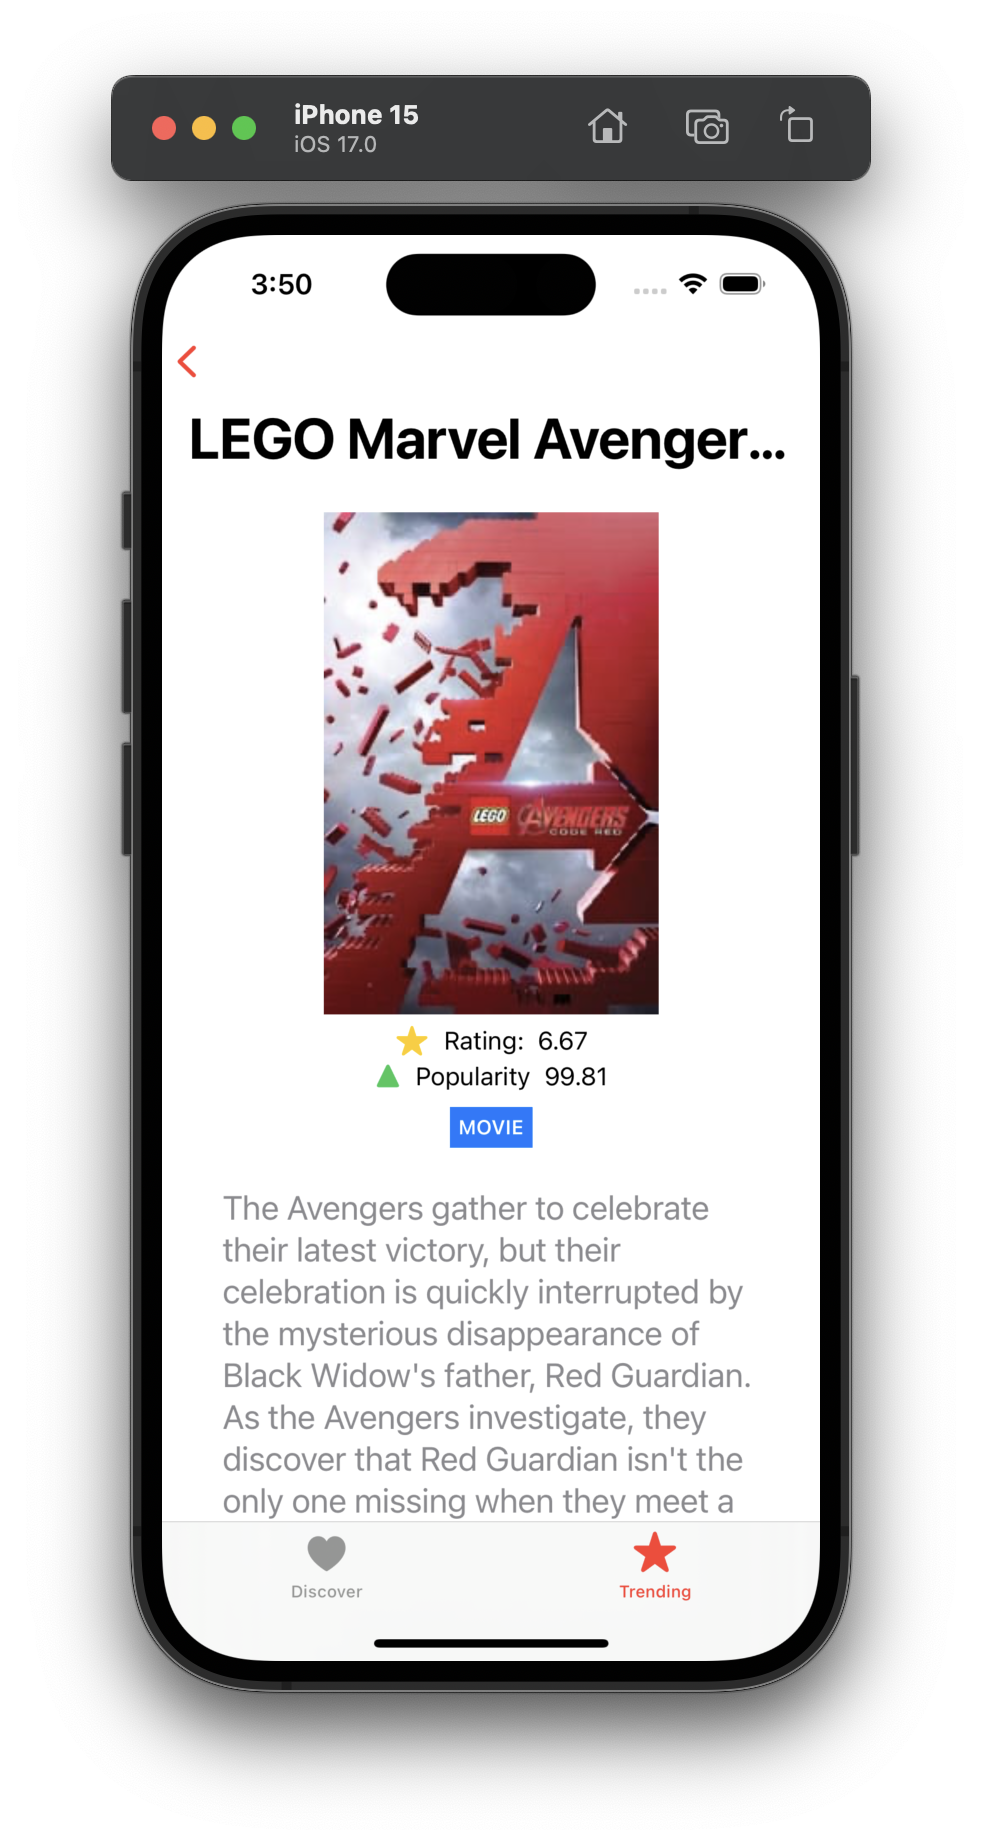 iPhone 15
iOS 17.0
3:50
LEGO Marvel Avenger...
LEGO AVENGERS
CODE RED
Rating: 6.67
Popularity 99.81
MOVIE
The Avengers gather to celebrate
their latest victory, but their
celebration is quickly interrupted by
the mysterious disappearance of
Black Widow's father, Red Guardian.
As the Avengers investigate, they
discover that Red Guardian isn't the
only one missing when they meet a
Discover
Trending